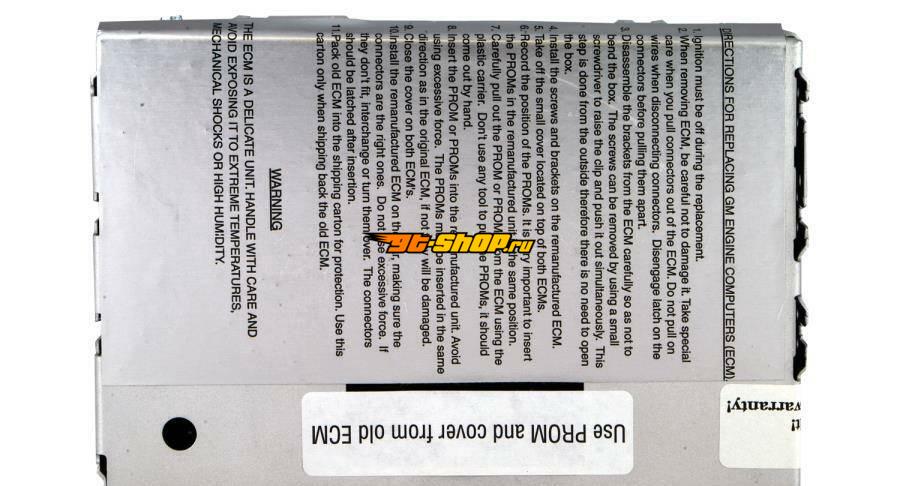 DIRECTIONS FOR REPLACING GM ENGINE COMPUTERS (ECM).
1. Ignition must be off during the replacement.
2. When removing ECM, be careful not to damage it. Take special
care when you pull connectors out of the ECM. Do not pull on
wires when disconnecting connectors. Disengage latch on the
connectors before pulling them apart.
3. Disassemble the brackets from the ECM carefully so as not to
bend the box. The screws can be removed by using a small
screwdriver to raise the clip and push it out simultaneously. This
step is done from the outside therefore there is no need to open
the box.
4. Install the screws and brackets on the remanufactured ECM.
5. Take off the small cover located on top of both ECMs.
6. Record the position of the PROMs. It is very important to insert
the PROMs in the remanufactured unit the same position.
7. Carefully pull out the PROM or PROMs from the ECM using the
plastic carrier. Don't use any tool to the PROMs, it should
come out by hand.
8. Insert the PROM or PROMs into the remanufactured unit. Avoid
using excessive force. The PROMs must be inserted in the same
direction as in the original ECM, if not they will be damaged.
9. Close the cover on both ECM's.
10. Install the remanufactured ECM on the making sure the
connectors are the right ones. Do not use excessive force. If
they don't fit, interchange or turn them over. The connectors
should be latched after insertion.
11. Pack old ECM into the shipping carton for protection. Use this
carton only when shipping back the old ECM.
WARNING
THE ECM IS A DELICATE UNIT. HANDLE WITH CARE AND
AVOID EXPOSING IT TO EXTREME TEMPERATURES,
MECHANICAL SHOCKS OR HIGH HUMIDITY.
gt-shop.ru
Use PROM and cover from old ECM
it!
warranty!